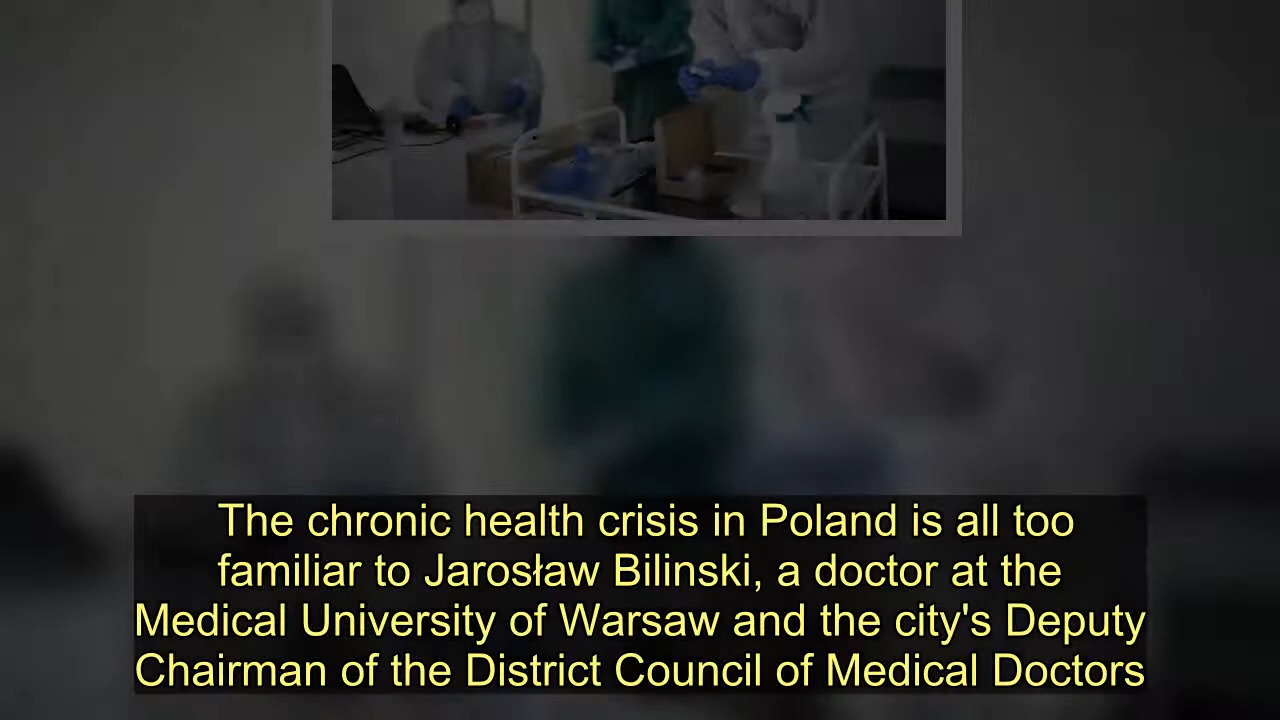 The chronic health crisis in Poland is all too
familiar to Jarosław Bilinski, a doctor at the
Medical University of Warsaw and the city's Deputy
Chairman of the District Council of Medical Doctors